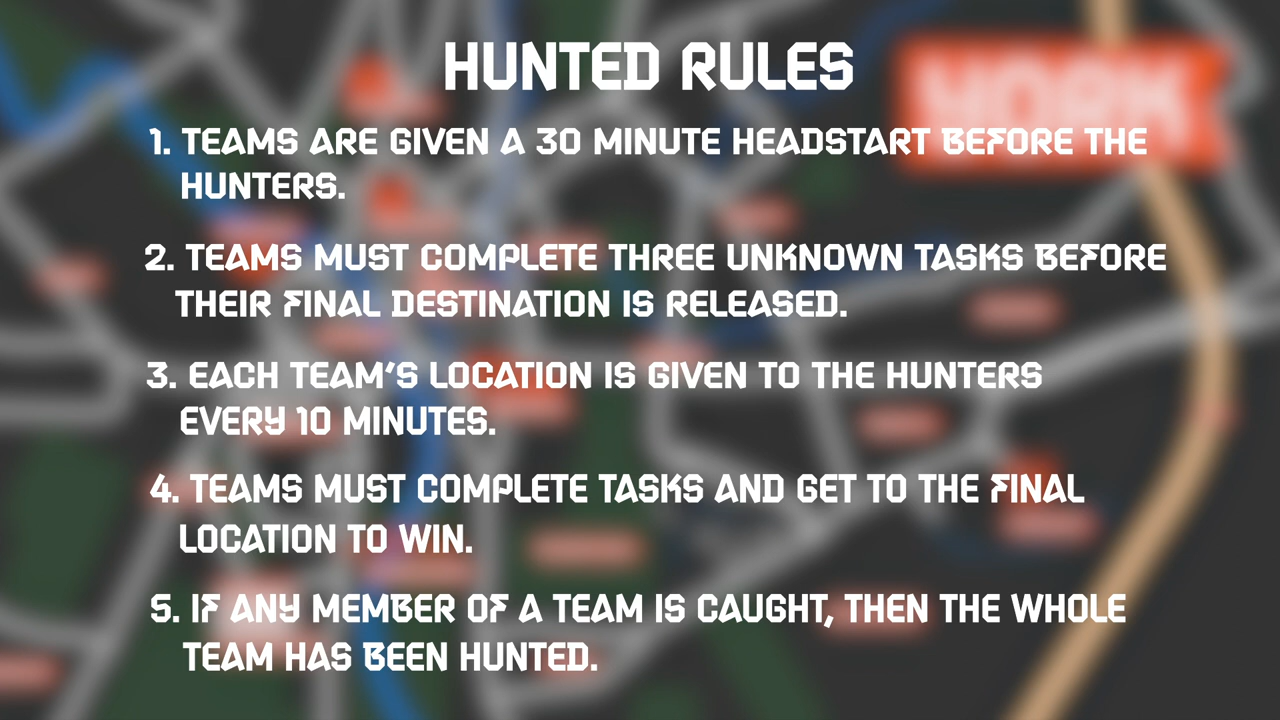 HUNTED RULES
YORK
1. TEAMS ARE GIVEN A 30 MINUTE HEADSTART BEFORE THE
HUNTERS.
2. TEAMS MUST COMPLETE THREE UNKNOWN TASKS BEFORE
THEIR FINAL DESTINATION IS RELEASED.
3. EACH TEAM'S LOCATION IS GIVEN TO THE HUNTERS
EVERY 10 MINUTES.
4. TEAMS MUST COMPLETE TASKS AND GET TO THE FINAL
LOCATION TO WIN.
5. IF ANY MEMBER OF A TEAM IS CAUGHT, THEN THE WHOLE
TEAM HAS BEEN HUNTED.